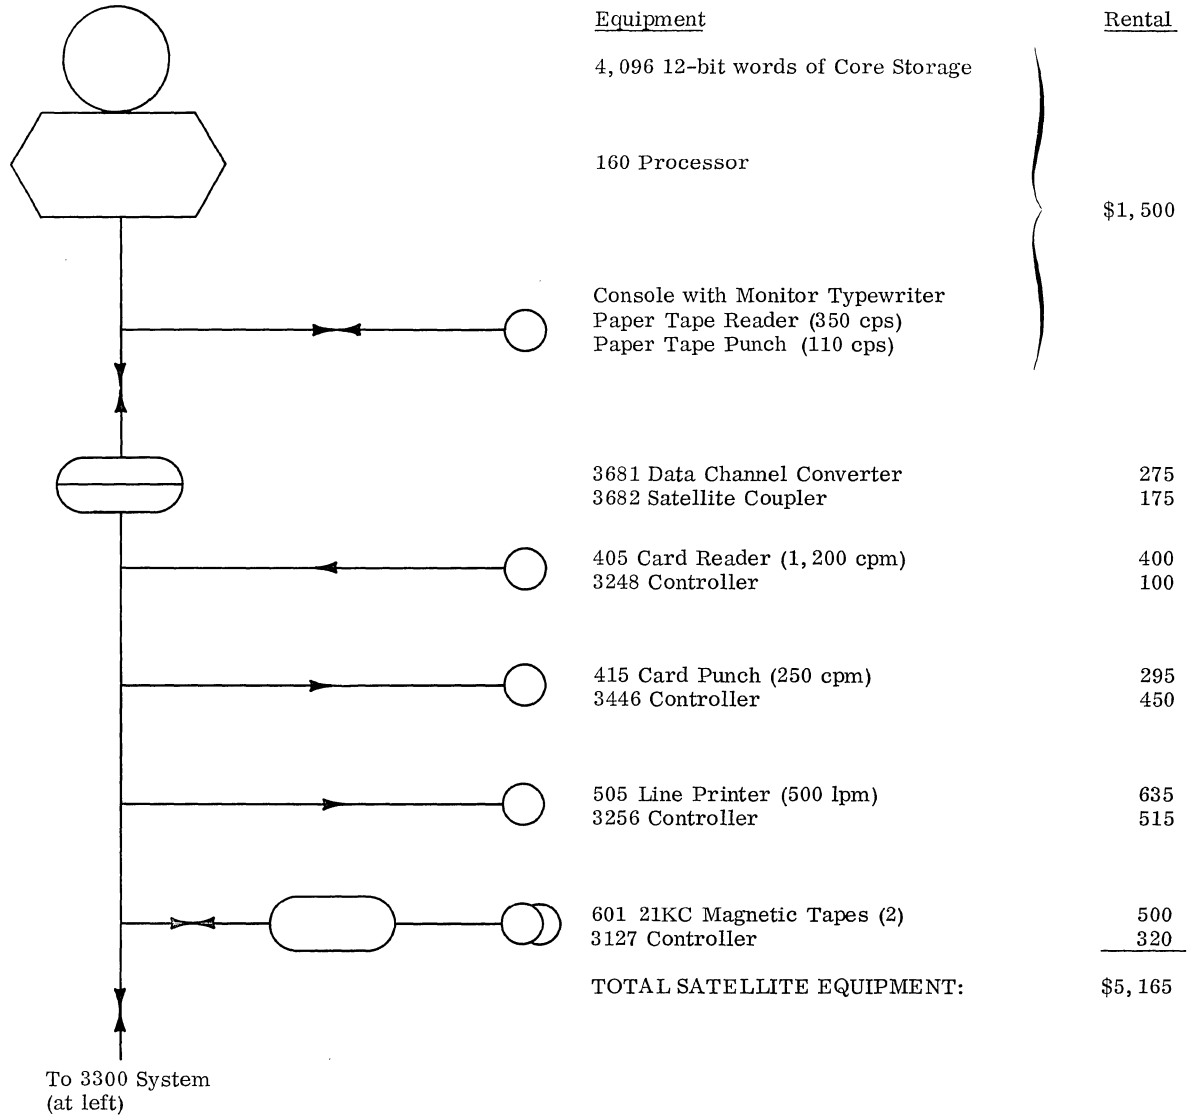 Equipment Rental
4,096 12-bit words of Core Storage
160 Processor
$1,500
Console with Monitor Typewriter
Paper Tape Reader (350 cps)
Paper Tape Punch (110 cps)
3681 Data Channel Converter 275
3682 Satellite Coupler 175
405 Card Reader (1,200 cpm) 400
3248 Controller 100
415 Card Punch (250 cpm) 295
3446 Controller 450
505 Line Printer (500 lpm) 635
3256 Controller 515
601 21KC Magnetic Tapes (2) 500
3127 Controller 320
TOTAL SATELLITE EQUIPMENT: $5,165
To 3300 System
(at left)